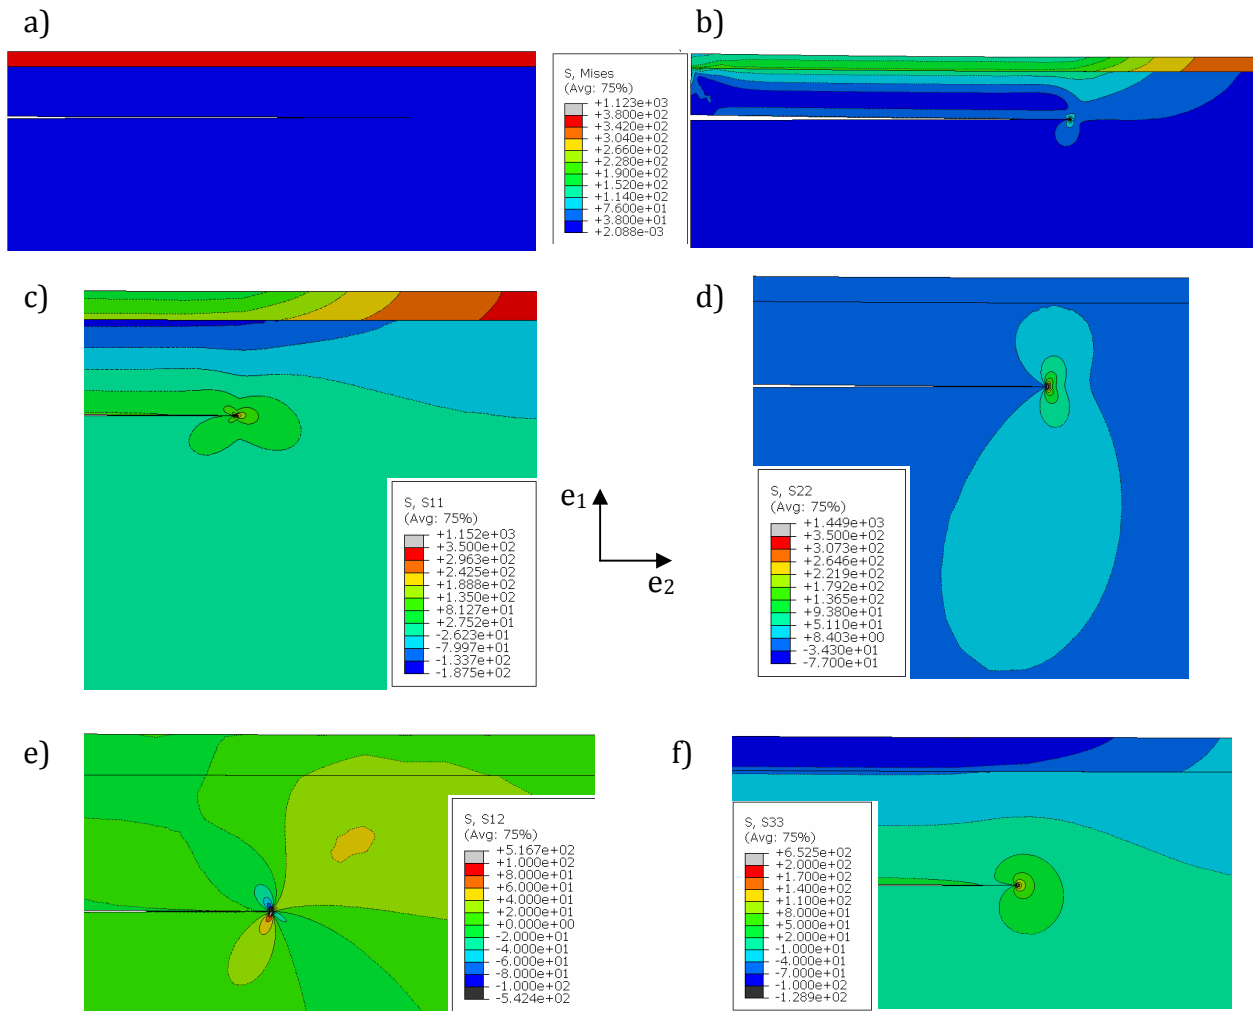 a)
b)
S, Mises
(Avg: 75%)
+1.123e+03
+3.800e+02
+3.420e+02
+3.040e+02
+2.660e+02
+2.280e+02
+1.900e+02
+1.520e+02
+1.140e+02
+7.600e+01
+3.800e+01
+2.088e-03
c)
d)
S, S11
(Avg: 75%)
+1.152e+03
+3.500e+02
+2.963e+02
+2.425e+02
+1.888e+02
+1.350e+02
+8.127e+01
+2.752e+01
-2.623e+01
-7.997e+01
-1.337e+02
-1.875e+02
e1
e2
S, S22
(Avg: 75%)
+1.449e+03
+3.500e+02
+3.073e+02
+2.646e+02
+2.219e+02
+1.792e+02
+1.365e+02
+9.380e+01
+5.110e+01
+8.403e+00
-3.430e+01
-7.700e+01
e)
f)
S, S12
(Avg: 75%)
+5.167e+02
+1.000e+02
+8.000e+01
+6.000e+01
+4.000e+01
+2.000e+01
+0.000e+00
-2.000e+01
-4.000e+01
-6.000e+01
-8.000e+01
-1.000e+02
-5.424e+02
S, S33
(Avg: 75%)
+6.525e+02
+2.000e+02
+1.700e+02
+1.400e+02
+1.100e+02
+8.000e+01
+5.000e+01
+2.000e+01
-1.000e+01
-4.000e+01
-7.000e+01
-1.000e+02
-1.289e+02